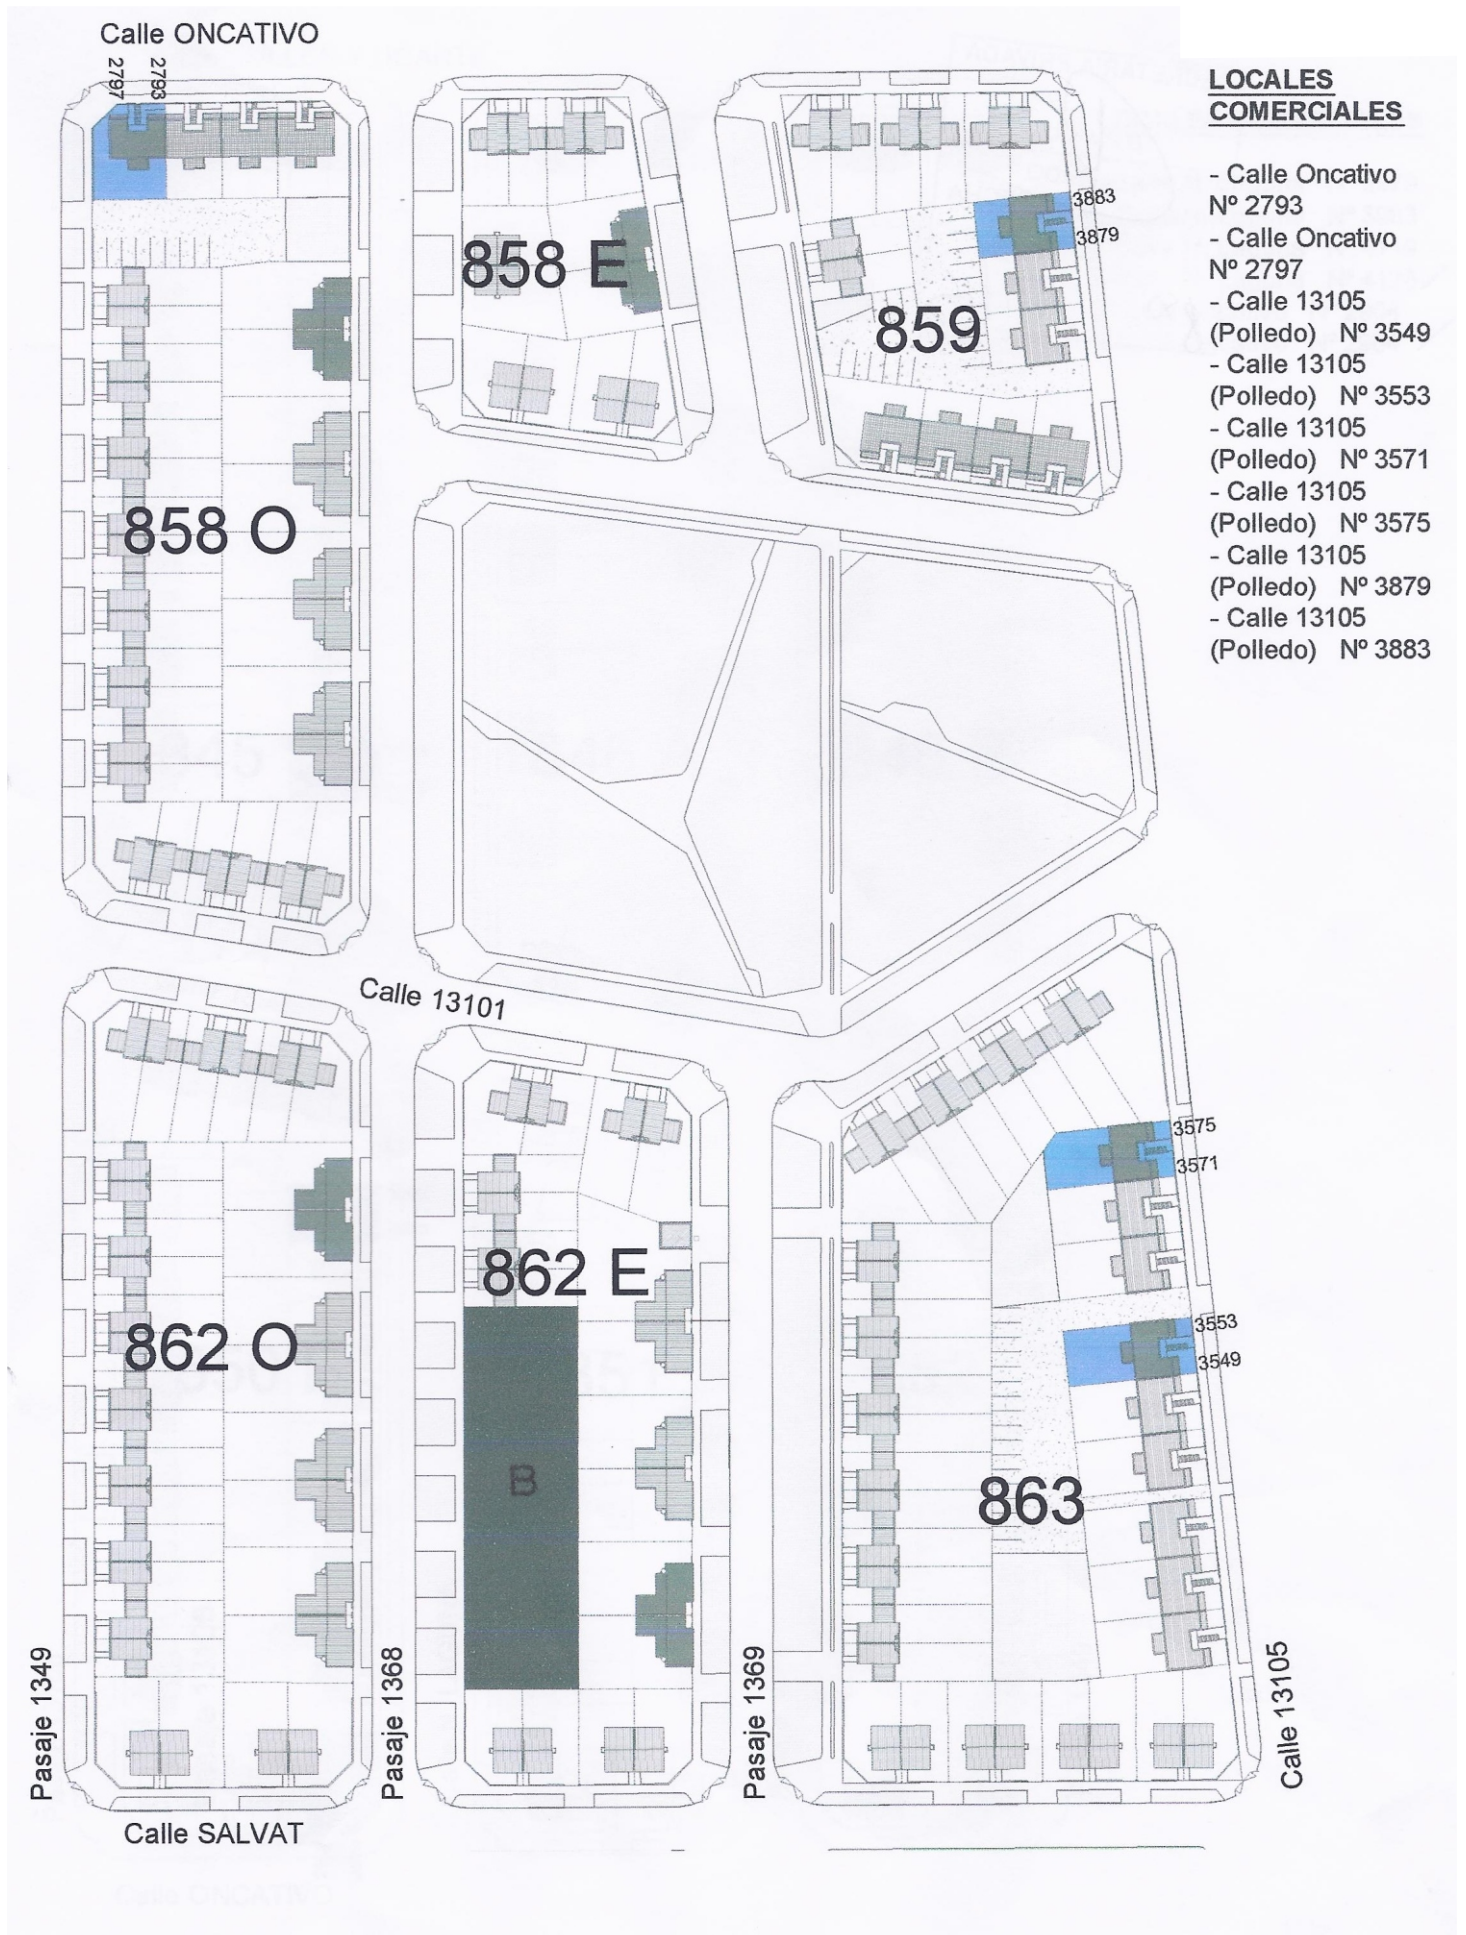 Calle ONCATIVO
2797
2793
LOCALES
COMERCIALES
- Calle Oncativo
Nº 2793
- Calle Oncativo
Nº 2797
- Calle 13105
(Polledo) Nº 3549
- Calle 13105
(Polledo) Nº 3553
- Calle 13105
(Polledo) Nº 3571
- Calle 13105
(Polledo) Nº 3575
- Calle 13105
(Polledo) Nº 3879
- Calle 13105
(Polledo) Nº 3883
3883
3879
858 E
859
858 O
Calle 13101
3575
3571
862 E
3553
3549
862 O
B
863
Pasaje 1349
Pasaje 1368
Pasaje 1369
Calle 13105
Calle SALVAT